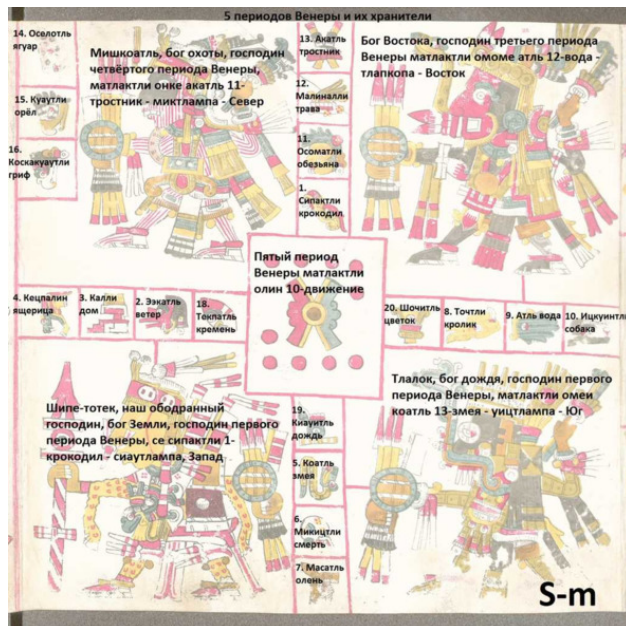 5 периодов Венеры и их хранители
14. Оселотль
ягуар
15. Куаутли
орёл
16.
Коскакуаутли
гриф
Мишкоатль, бог охоты, господин
четвёртого периода Венеры,
матлактли онке акатль 11-
тростник - миктлампа - Север
13. Акатль
тростник
12.
Малиналли
трава
11.
Осоматли
обезьяна
1.
Сипактли
крокодил
Бог Востока, господин третьего периода
Венеры матлактли омоме атль 12-вода -
тлапкопа - Восток
Пятый период
Венеры матлактли
олин 10-движение
4. Кецпалин
ящерица
3. Калли
дом
2. Ээкатль
ветер
18.
Текпатль
кремень
20. Шочитль
цветок
8. Точтли
кролик
9. Атль вода
10. Ицкуинтли
собака
Шипе-тотек, наш ободранный
господин, бог Земли, господин первого
периода Венеры, се сипактли 1-
крокодил - сиаутлампа, Запад
19.
Киауитль
дождь
5. Коатль
змея
6.
Микицтли
смерть
7. Масатль
олень
Тлалок, бог дождя, господин первого
периода Венеры, матлактли омеи
коатль 13-змея - уицтлампа - Юг
S-m